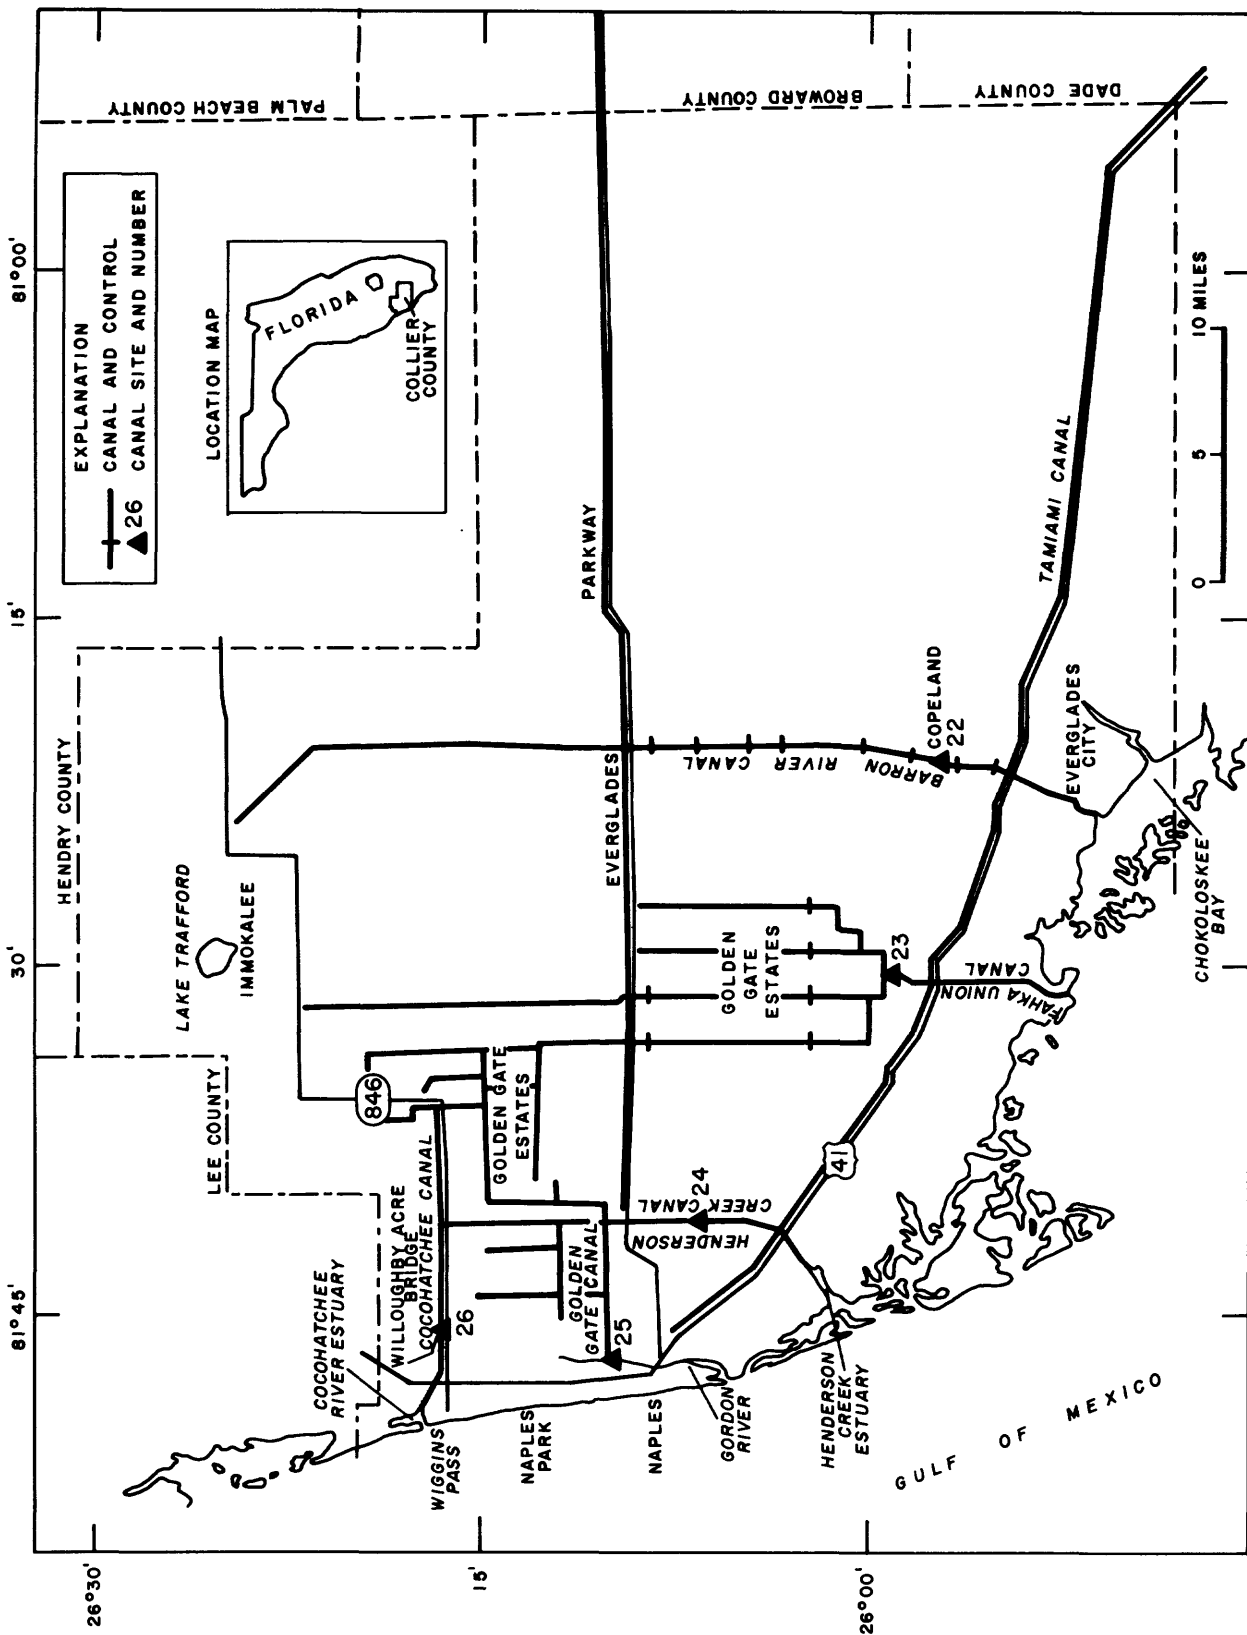 81°45'
30'
15'
81°00'
26°30'
15'
26°00'
EXPLANATION
CANAL AND CONTROL
26 CANAL SITE AND NUMBER
LOCATION MAP
FLORIDA
COLLIER
COUNTY
HENDRY COUNTY
LEE COUNTY
PALM BEACH COUNTY
BROWARD COUNTY
DADE COUNTY
LAKE TRAFFORD
IMMOKALEE
846
COCOHATCHEE
RIVER ESTUARY
WILLOUGHBY ACRE
BRIDGE
COCOHATCHEE CANAL
26
WIGGINS
PASS
NAPLES
PARK
GOLDEN GATE
ESTATES
GOLDEN
GATE CANAL
25
NAPLES
GORDON
RIVER
EVERGLADES
PARKWAY
HENDERSON
CREEK CANAL
24
HENDERSON
CREEK
ESTUARY
41
GOLDEN
GATE
ESTATES
23
FAHKA UNION
CANAL
BARRON
RIVER
CANAL
COPELAND
22
TAMIAMI CANAL
EVERGLADES
CITY
CHOKOLOSKEE
BAY
GULF OF MEXICO
0 5 10 MILES